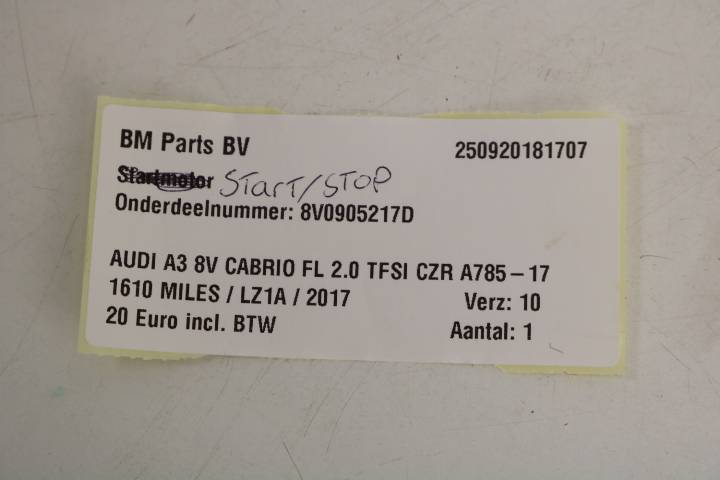 BM Parts BV 250920181707
Startmotor START/STOP
Onderdeelnummer: 8V0905217D
AUDI A3 8V CABRIO FL 2.0 TFSI CZR A785-17
1610 MILES / LZ1A / 2017 Verz: 10
20 Euro incl. BTW Aantal: 1